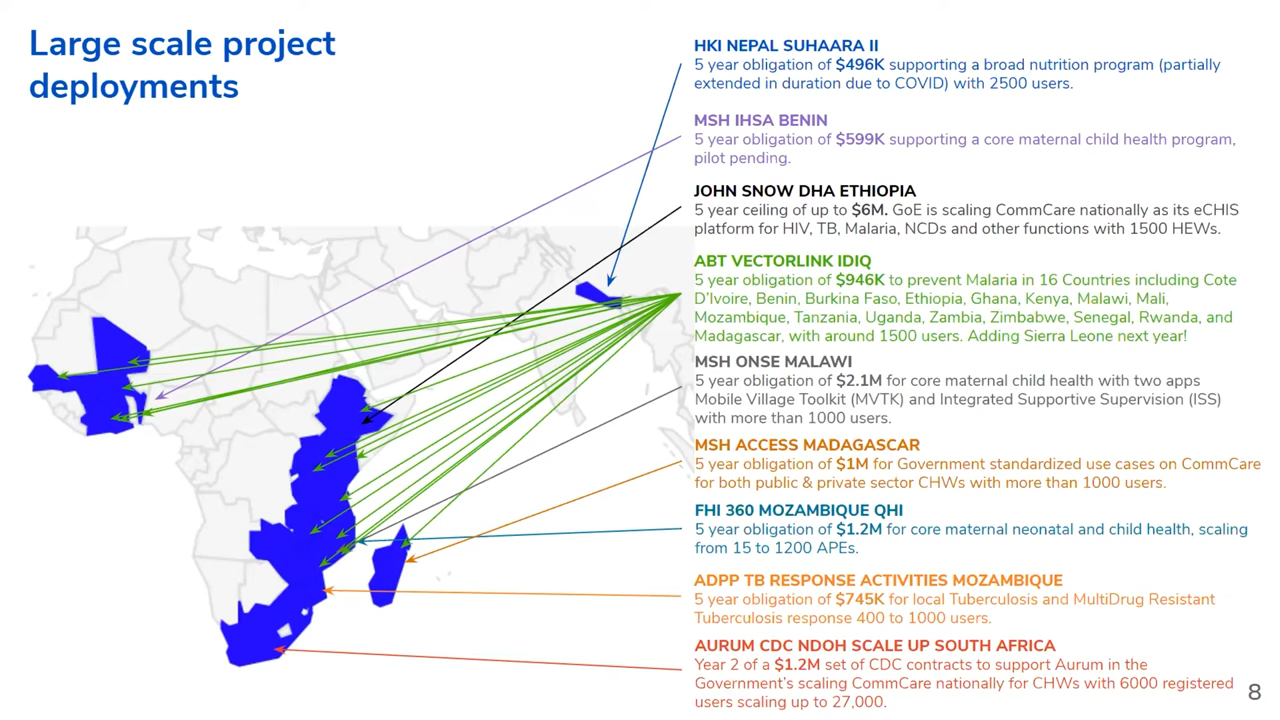 Large scale project
deployments
HKI NEPAL SUHAARA II
5 year obligation of $496K supporting a broad nutrition program (partially
extended in duration due to COVID) with 2500 users.
MSH IHSA BENIN
5 year obligation of $599K supporting a core maternal child health program,
pilot pending.
JOHN SNOW DHA ETHIOPIA
5 year ceiling of up to $6M. GoE is scaling CommCare nationally as its eCHIS
platform for HIV, TB, Malaria, NCDs and other functions with 1500 HEWs.
ABT VECTORLINK IDIQ
5 year obligation of $946K to prevent Malaria in 16 Countries including Cote
D'Ivoire, Benin, Burkina Faso, Ethiopia, Ghana, Kenya, Malawi, Mali,
Mozambique, Tanzania, Uganda, Zambia, Zimbabwe, Senegal, Rwanda, and
Madagascar, with around 1500 users. Adding Sierra Leone next year!
MSH ONSE MALAWI
5 year obligation of $2.1M for core maternal child health with two apps
Mobile Village Toolkit (MVTK) and Integrated Supportive Supervision (ISS)
with more than 1000 users.
MSH ACCESS MADAGASCAR
5 year obligation of $1M for Government standardized use cases on CommCare
for both public & private sector CHWs with more than 1000 users.
FHI 360 MOZAMBIQUE QHI
5 year obligation of $1.2M for core maternal neonatal and child health, scaling
from 15 to 1200 APEs.
ADPP TB RESPONSE ACTIVITIES MOZAMBIQUE
5 year obligation of $745K for local Tuberculosis and MultiDrug Resistant
Tuberculosis response 400 to 1000 users.
AURUM CDC NDOH SCALE UP SOUTH AFRICA
Year 2 of a $1.2M set of CDC contracts to support Aurum in the
Government's scaling CommCare nationally for CHWs with 6000 registered
users scaling up to 27,000.
8